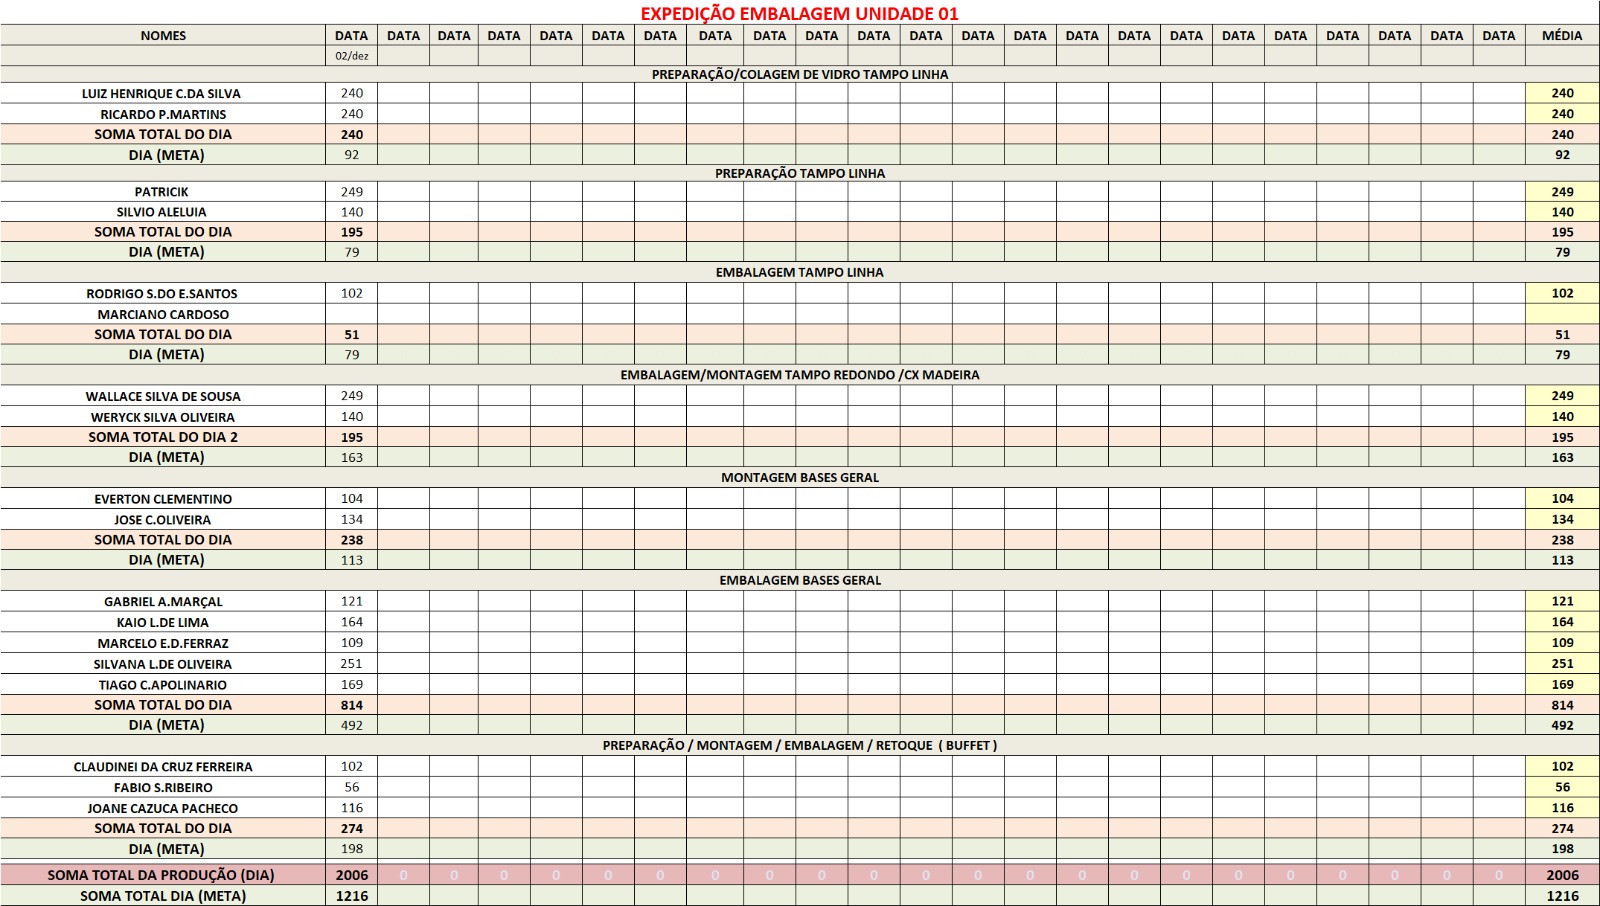 EXPEDIÇÃO EMBALAGEM UNIDADE 01
NOMES DATA DATA DATA DATA DATA DATA DATA DATA DATA DATA DATA DATA DATA DATA DATA DATA DATA DATA DATA DATA DATA DATA DATA MÉDIA
02/dez
PREPARAÇÃO/COLAGEM DE VIDRO TAMPO LINHA
LUIZ HENRIQUE C.DA SILVA 240 240
RICARDO P.MARTINS 240 240
SOMA TOTAL DO DIA 240 240
DIA (META) 92 92
PREPARAÇÃO TAMPO LINHA
PATRICIK 249 249
SILVIO ALELUIA 140 140
SOMA TOTAL DO DIA 195 195
DIA (META) 79 79
EMBALAGEM TAMPO LINHA
RODRIGO S.DO E.SANTOS 102 102
MARCIANO CARDOSO
SOMA TOTAL DO DIA 51 51
DIA (META) 79 79
EMBALAGEM/MONTAGEM TAMPO REDONDO /CX MADEIRA
WALLACE SILVA DE SOUSA 249 249
WERYCK SILVA OLIVEIRA 140 140
SOMA TOTAL DO DIA 2 195 195
DIA (META) 163 163
MONTAGEM BASES GERAL
EVERTON CLEMENTINO 104 104
JOSE C.OLIVEIRA 134 134
SOMA TOTAL DO DIA 238 238
DIA (META) 113 113
EMBALAGEM BASES GERAL
GABRIEL A.MARÇAL 121 121
KAIO L.DE LIMA 164 164
MARCELO E.D.FERRAZ 109 109
SILVANA L.DE OLIVEIRA 251 251
TIAGO C.APOLINARIO 169 169
SOMA TOTAL DO DIA 814 814
DIA (META) 492 492
PREPARAÇÃO / MONTAGEM / EMBALAGEM / RETOQUE ( BUFFET )
CLAUDINEI DA CRUZ FERREIRA 102 102
FABIO S.RIBEIRO 56 56
JOANE CAZUCA PACHECO 116 116
SOMA TOTAL DO DIA 274 274
DIA (META) 198 198
SOMA TOTAL DA PRODUÇÃO (DIA) 2006 0 0 0 0 0 0 0 0 0 0 0 0 0 0 0 0 0 0 0 0 0 0 2006
SOMA TOTAL DIA (META) 1216 1216